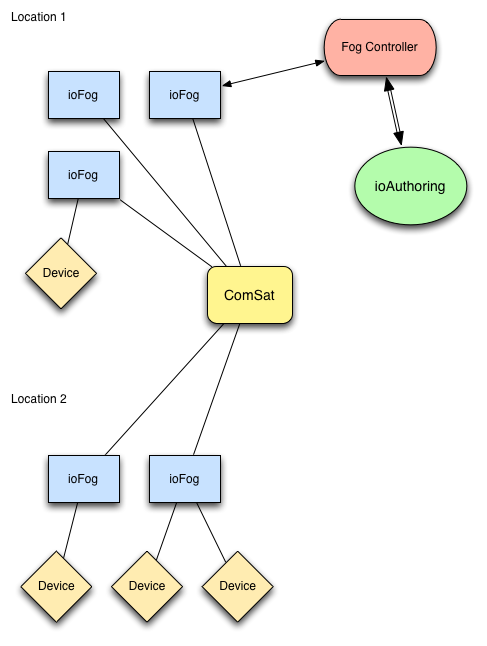 Location 1
Fog Controller
ioFog
ioFog
ioFog
ioAuthoring
Device
ComSat
Location 2
ioFog
ioFog
Device
Device
Device